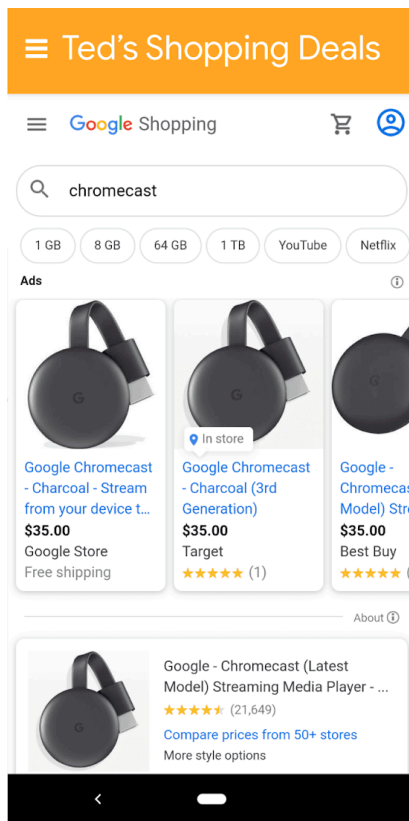 Ted's Shopping Deals
Google Shopping
chromecast
1 GB 8 GB 64 GB 1 TB YouTube Netflix
Ads
In store
Google Chromecast
- Charcoal - Stream
from your device t...
$35.00
Google Store
Free shipping
Google Chromecast
- Charcoal (3rd
Generation)
$35.00
Target
(1)
Google -
Chromecas
Model) Str
$35.00
Best Buy
(
About
Google - Chromecast (Latest
Model) Streaming Media Player - ...
(21,649)
Compare prices from 50+ stores
More style options